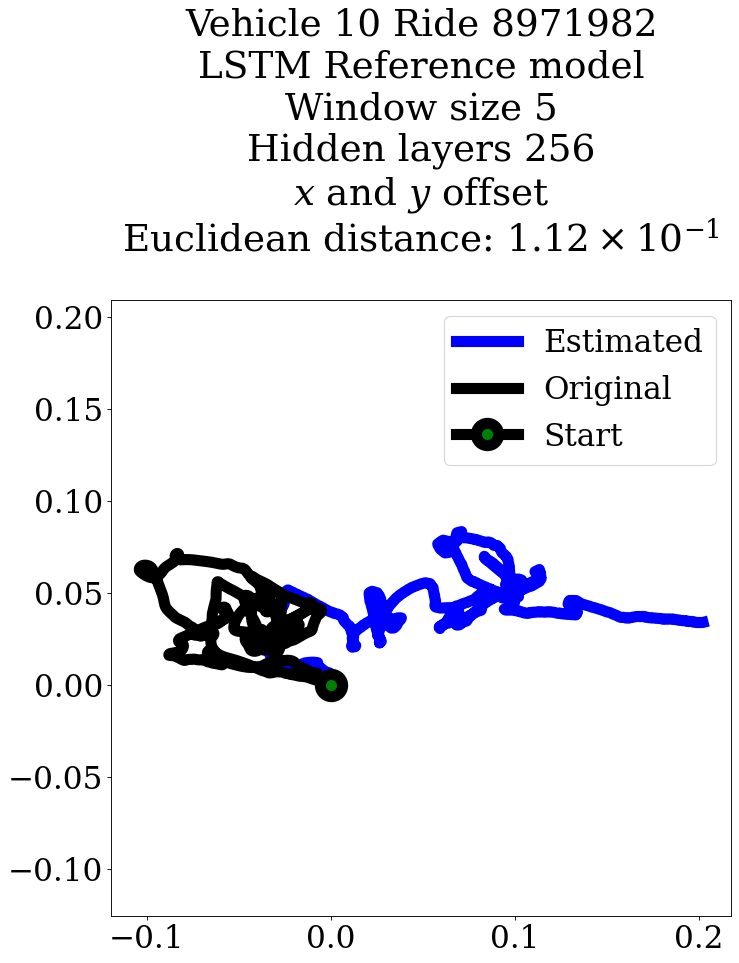 Vehicle 10 Ride 8971982
LSTM Reference model
Window size 5
Hidden layers 256
x and y offset
Euclidean distance: 1.12 × 10⁻¹
0.20
0.15
0.10
0.05
0.00
−0.05
−0.10
Estimated
Original
Start
−0.1
0.0
0.1
0.2